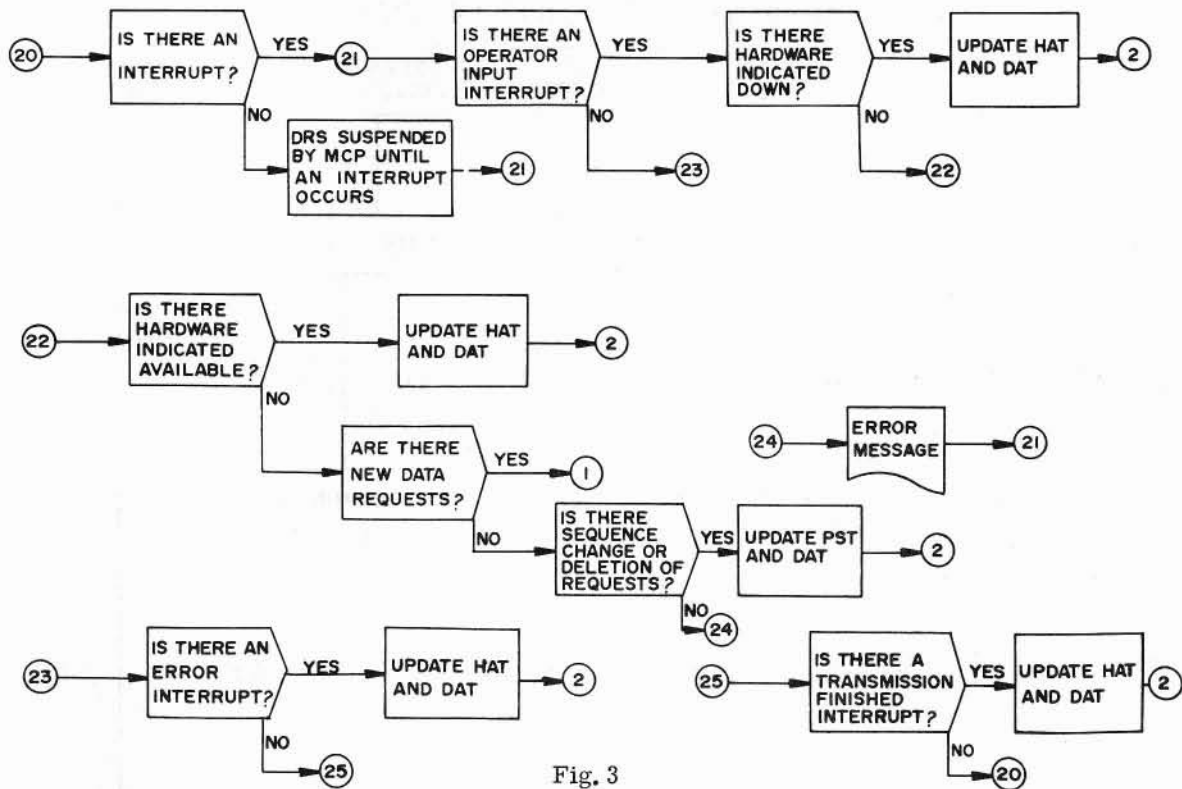 20
IS THERE AN
INTERRUPT?
YES
NO
21
IS THERE AN
OPERATOR
INPUT
INTERRUPT?
YES
NO
IS THERE
HARDWARE
INDICATED
DOWN?
YES
NO
UPDATE HAT
AND DAT
2
DRS SUSPENDED
BY MCP UNTIL
AN INTERRUPT
OCCURS
21
23
22
22
IS THERE
HARDWARE
INDICATED
AVAILABLE?
YES
NO
UPDATE HAT
AND DAT
2
ARE THERE
NEW DATA
REQUESTS?
YES
NO
1
24
ERROR
MESSAGE
21
IS THERE
SEQUENCE
CHANGE OR
DELETION OF
REQUESTS?
YES
NO
UPDATE PST
AND DAT
2
24
23
IS THERE AN
ERROR
INTERRUPT?
YES
NO
UPDATE HAT
AND DAT
2
25
25
IS THERE A
TRANSMISSION
FINISHED
INTERRUPT?
YES
NO
UPDATE HAT
AND DAT
2
20
Fig. 3